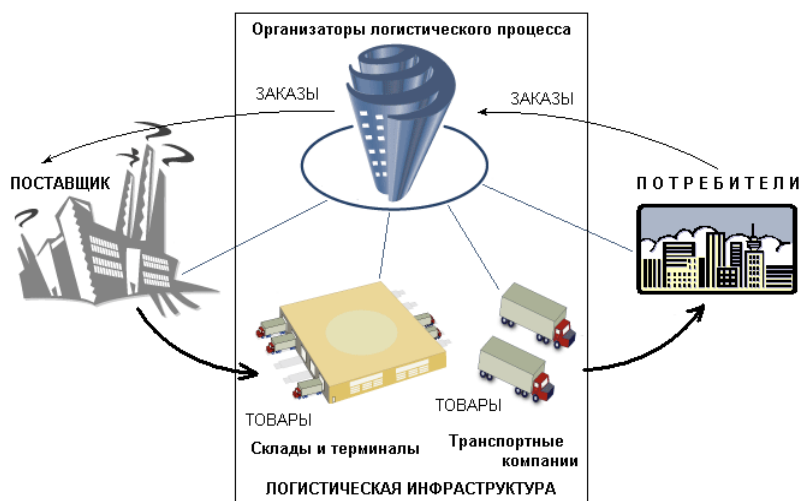 Организаторы логистического процесса
ЗАКАЗЫ
ЗАКАЗЫ
ПОСТАВЩИК
ПОТРЕБИТЕЛИ
ТОВАРЫ
ТОВАРЫ
Склады и терминалы
Транспортные
компании
ЛОГИСТИЧЕСКАЯ ИНФРАСТРУКТУРА